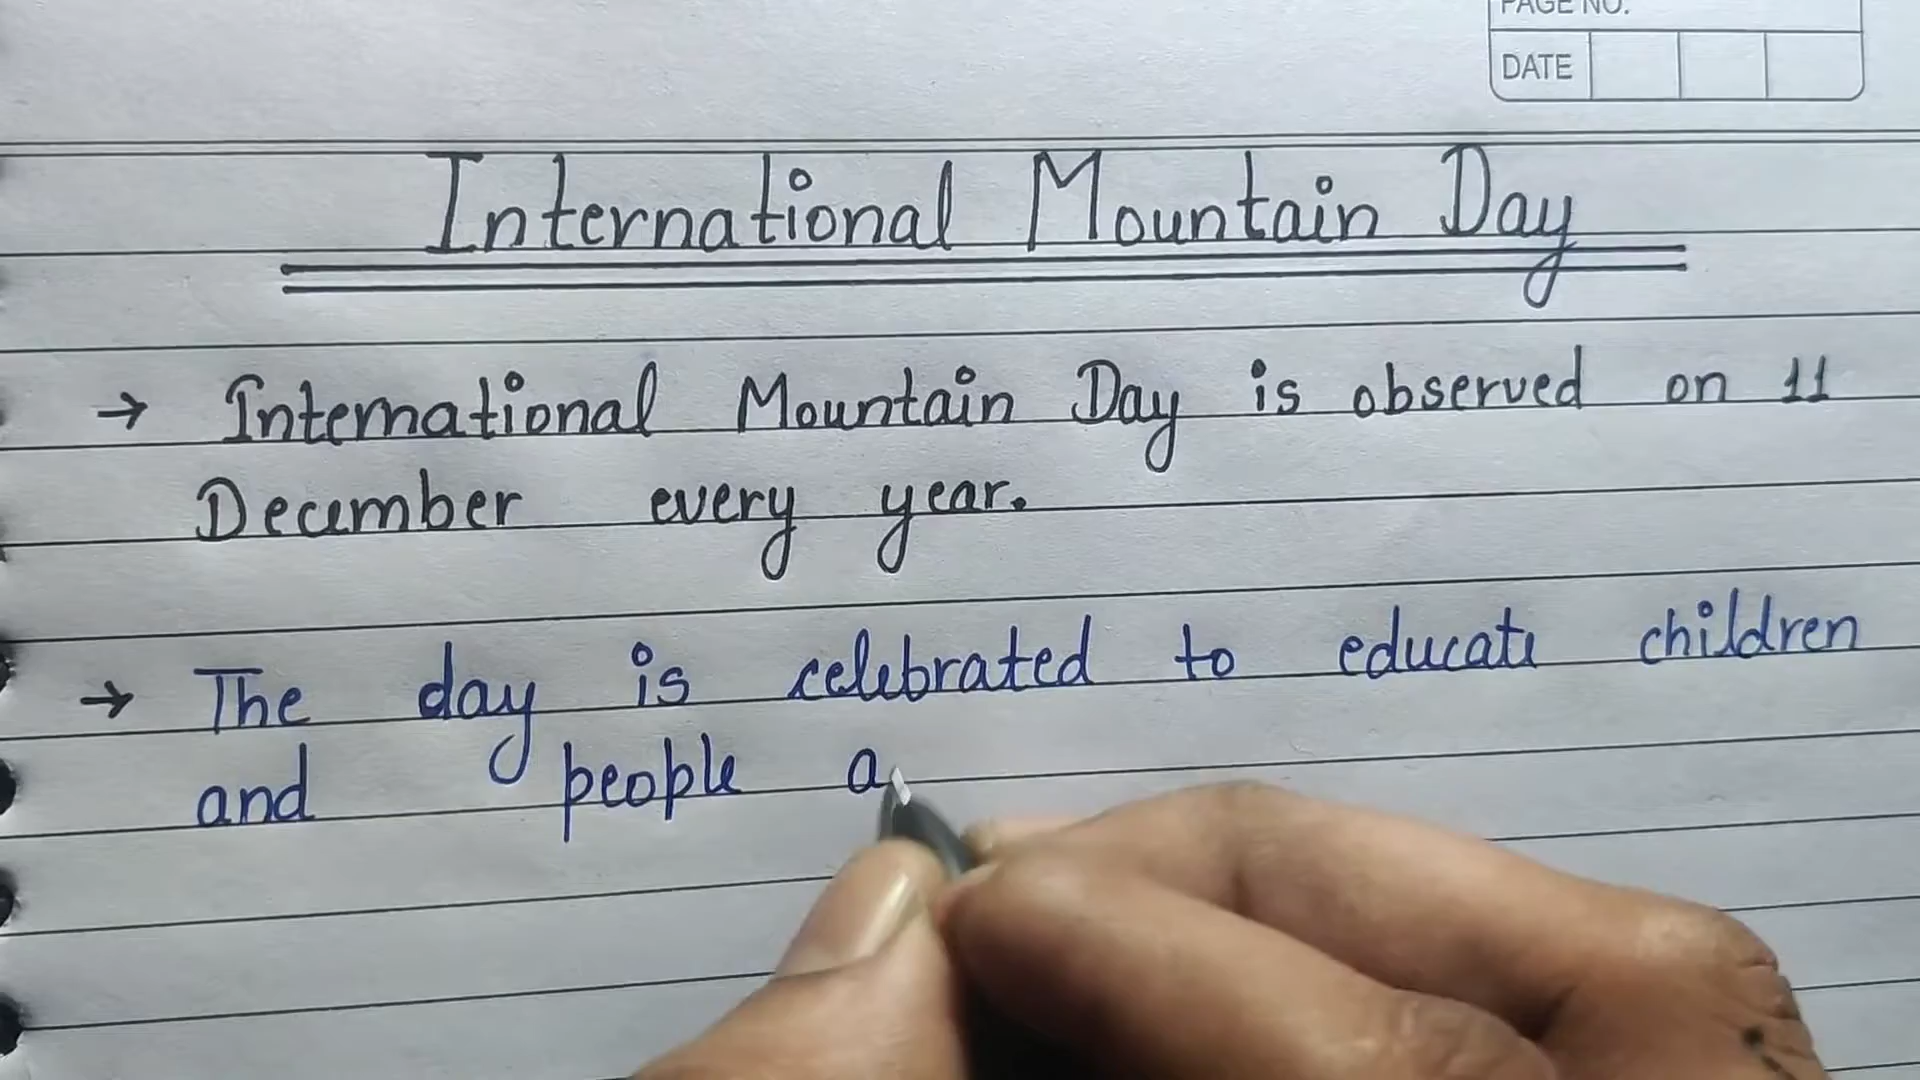 PAGE NO.
DATE
International Mountain Day
→ International Mountain Day is observed on 11
December every year.
→ The day is celebrated to educate children
and people a